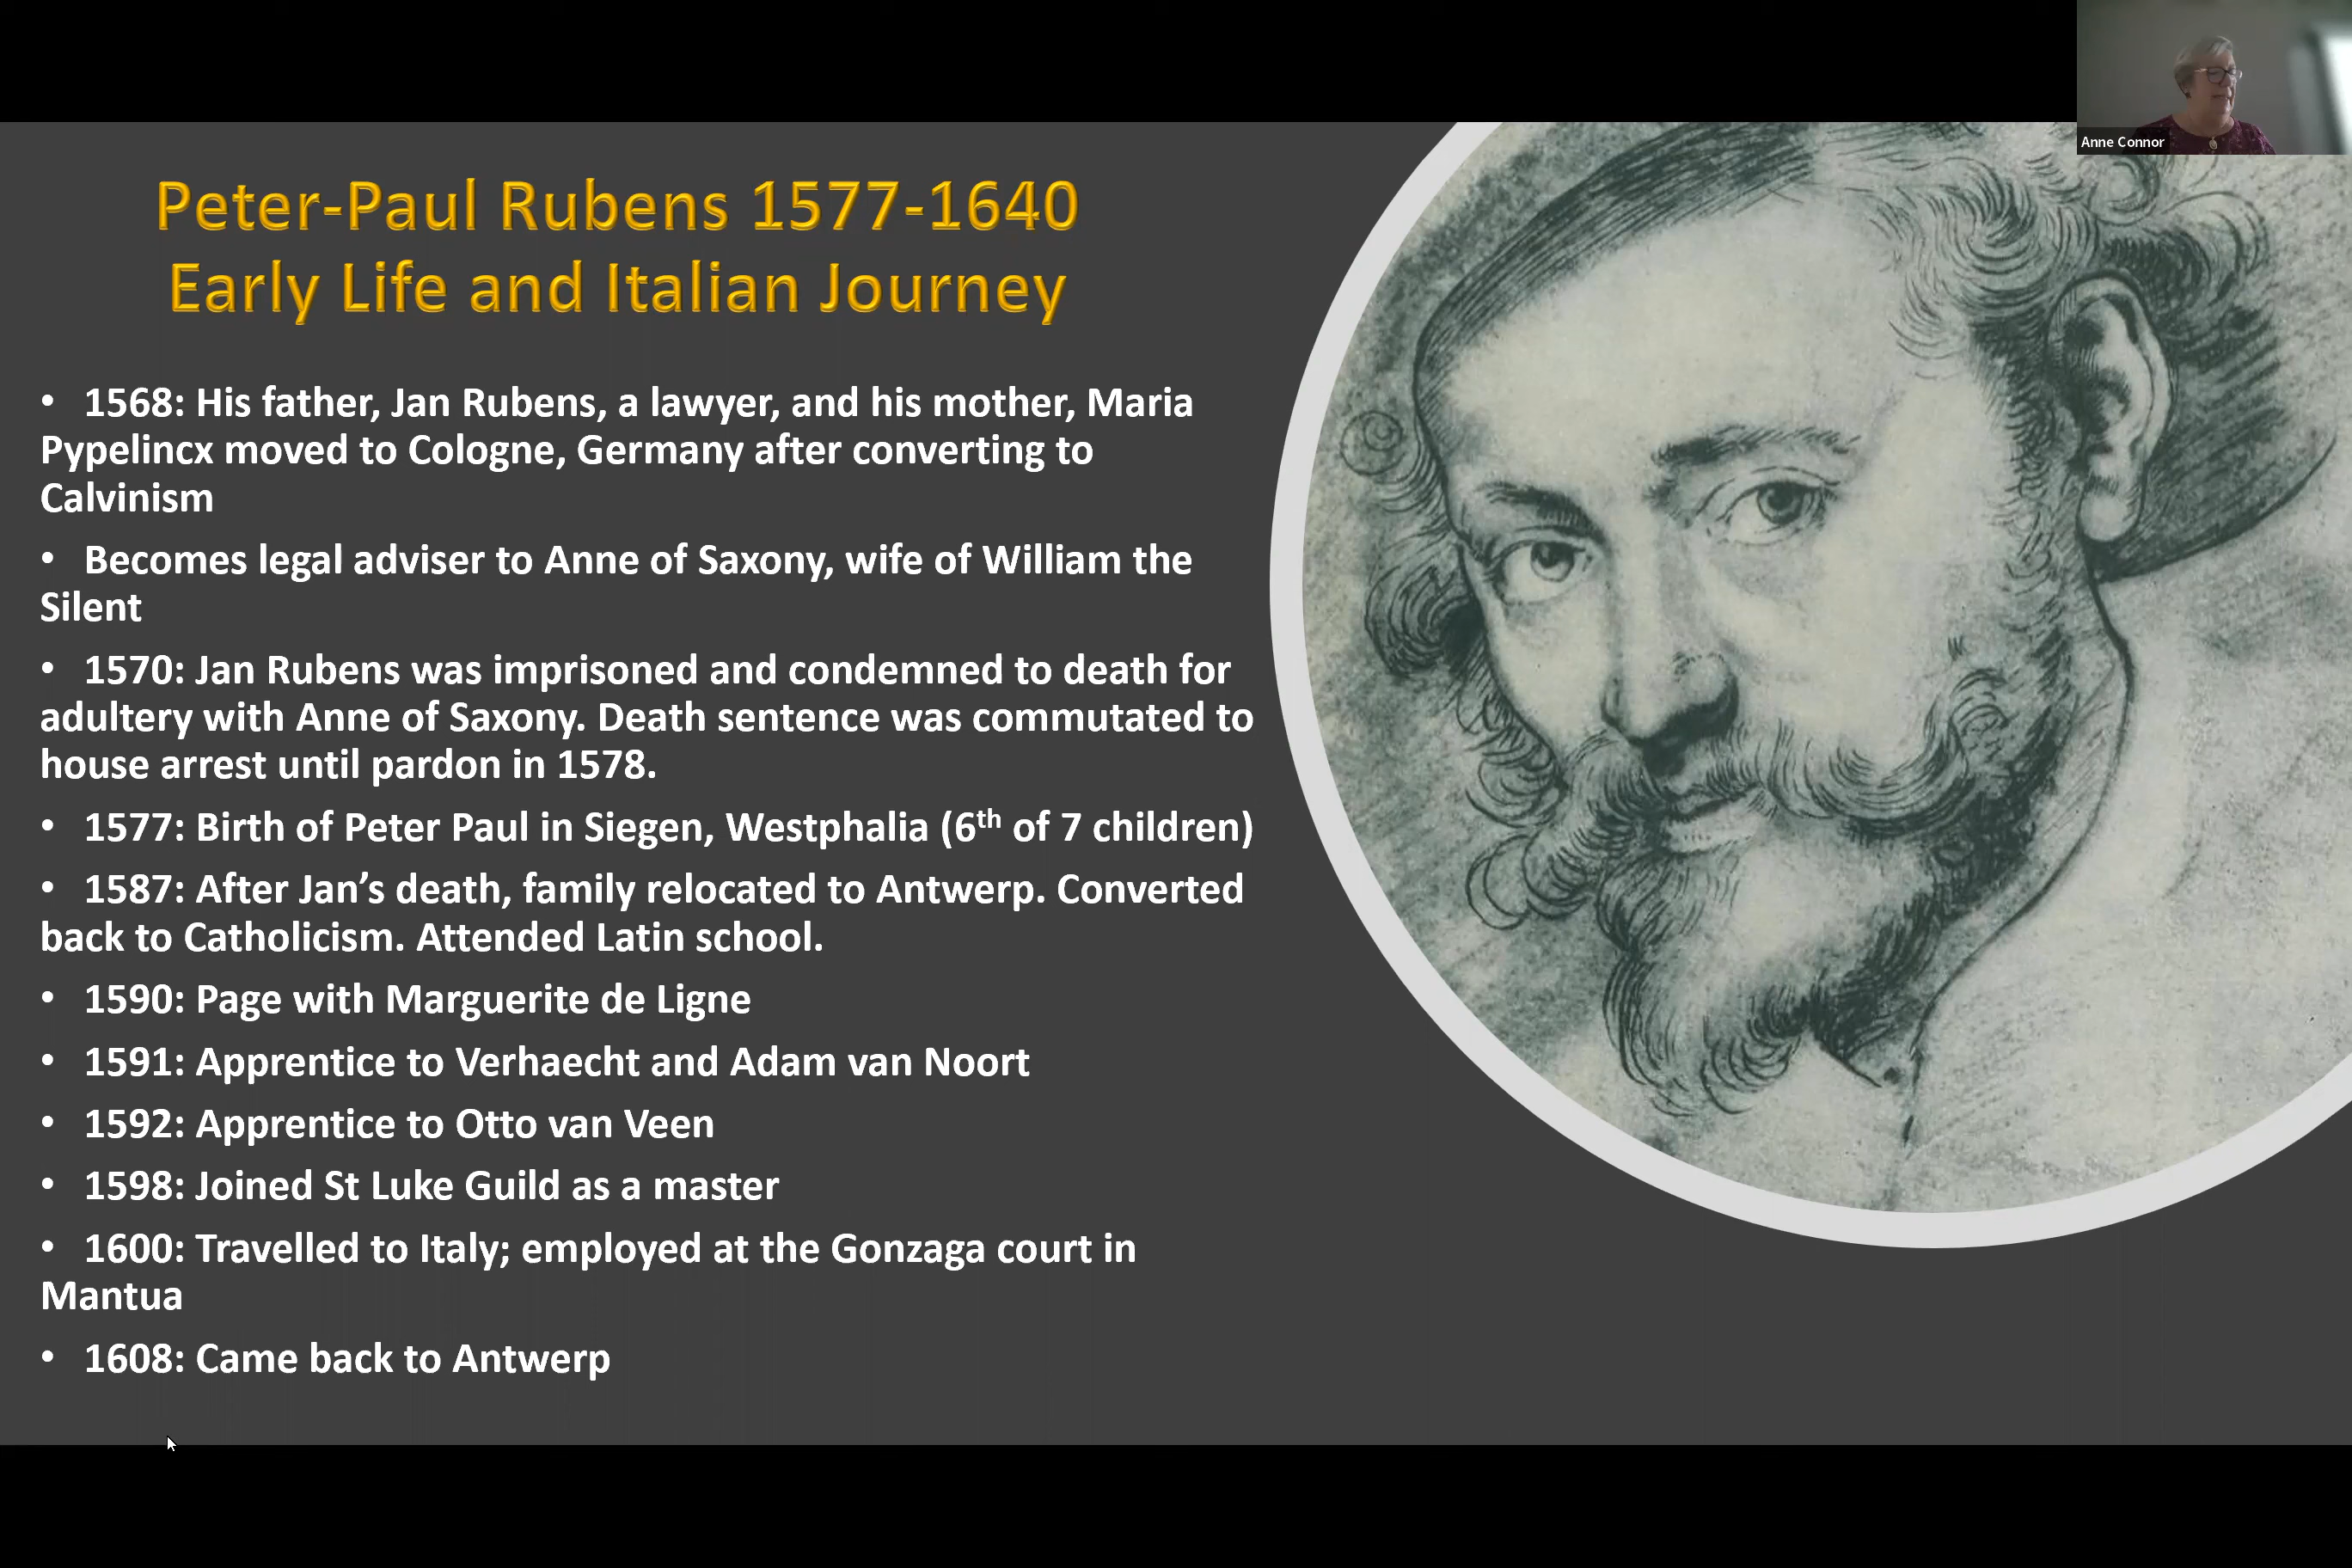 Anne Connor
Peter-Paul Rubens 1577-1640
Early Life and Italian Journey
• 1568: His father, Jan Rubens, a lawyer, and his mother, Maria
Pypelincx moved to Cologne, Germany after converting to
Calvinism
• Becomes legal adviser to Anne of Saxony, wife of William the
Silent
• 1570: Jan Rubens was imprisoned and condemned to death for
adultery with Anne of Saxony. Death sentence was commutated to
house arrest until pardon in 1578.
• 1577: Birth of Peter Paul in Siegen, Westphalia (6th of 7 children)
• 1587: After Jan’s death, family relocated to Antwerp. Converted
back to Catholicism. Attended Latin school.
• 1590: Page with Marguerite de Ligne
• 1591: Apprentice to Verhaecht and Adam van Noort
• 1592: Apprentice to Otto van Veen
• 1598: Joined St Luke Guild as a master
• 1600: Travelled to Italy; employed at the Gonzaga court in
Mantua
• 1608: Came back to Antwerp